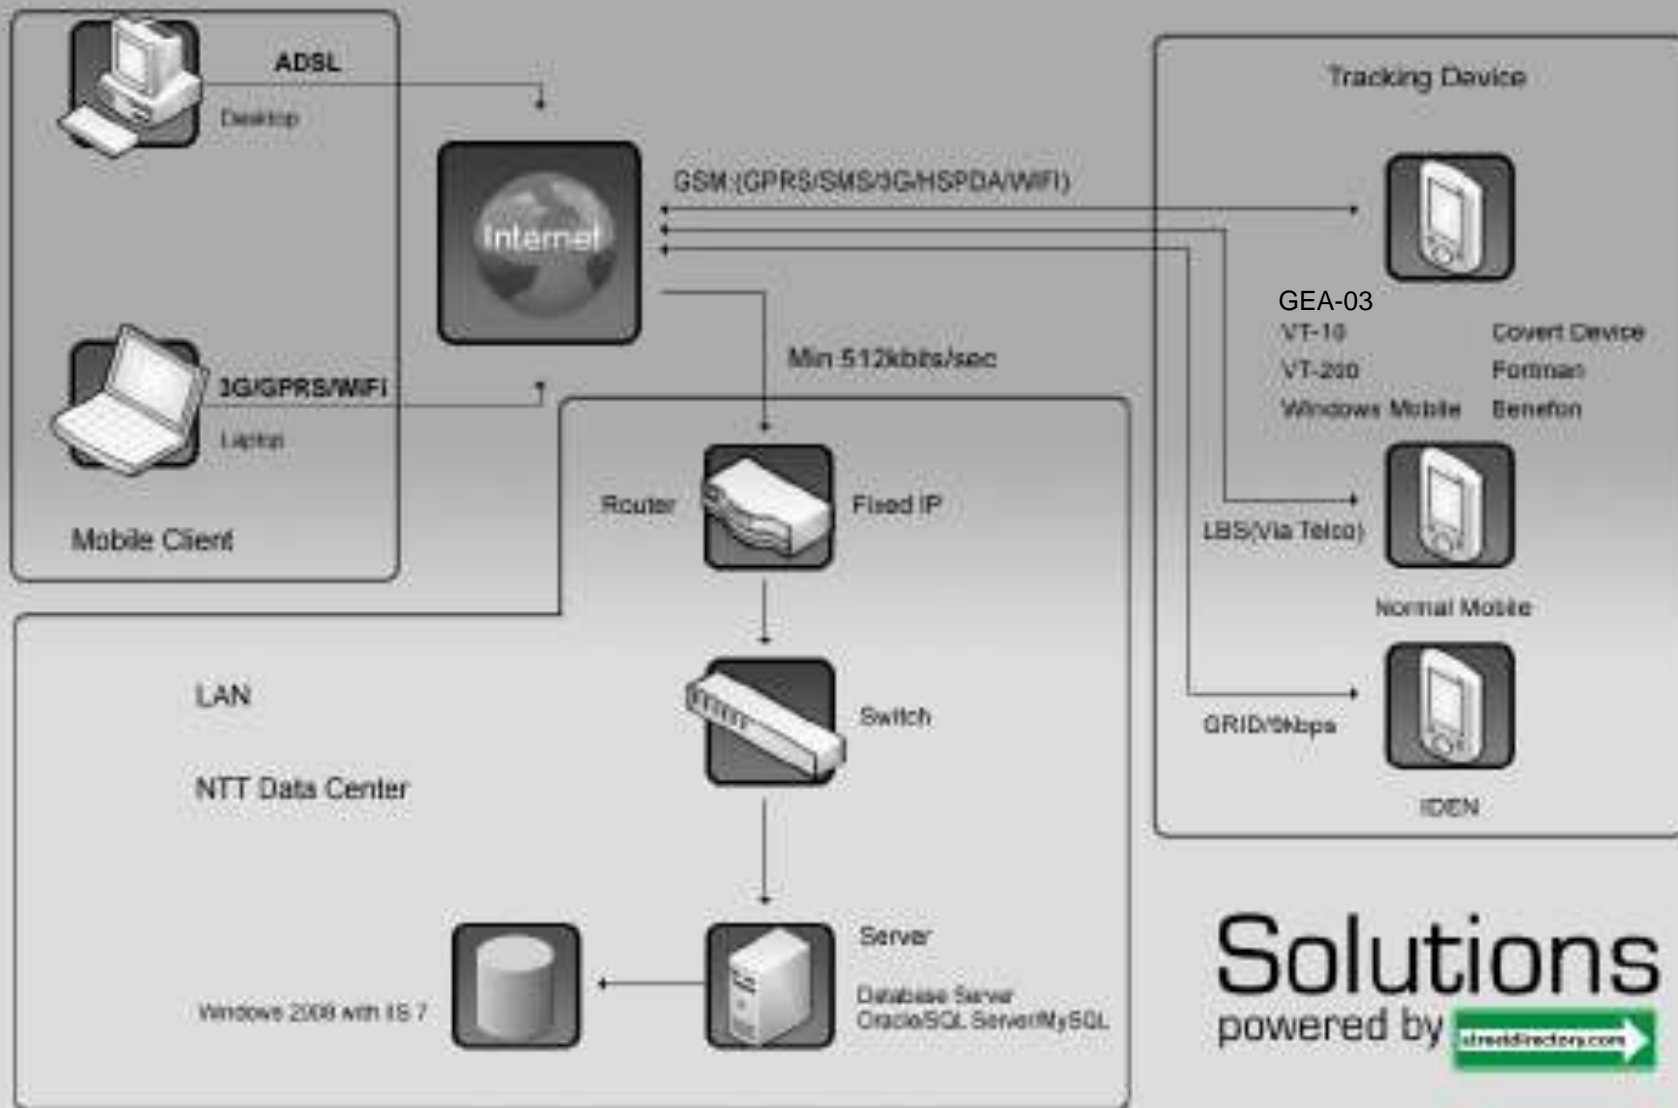 ADSL
Desktop
Internet
3G/GPRS/WiFi
Laptop
Mobile Client
GSM:(GPRS/SMS/3G/HSPDA/WIFI)
Min 512kbits/sec
Tracking Device
GEA-03
VT-10 Covert Device
VT-200 Fortman
Windows Mobile Benefon
LBS(Via Telco)
Normal Mobile
GRID/9kbps
IDEN
Router Fixed IP
LAN
Switch
NTT Data Center
Server
Database Server
Oracle/SQL Server/MySQL
Windows 2008 with IIS 7
Solutions
powered by streetdirectory.com